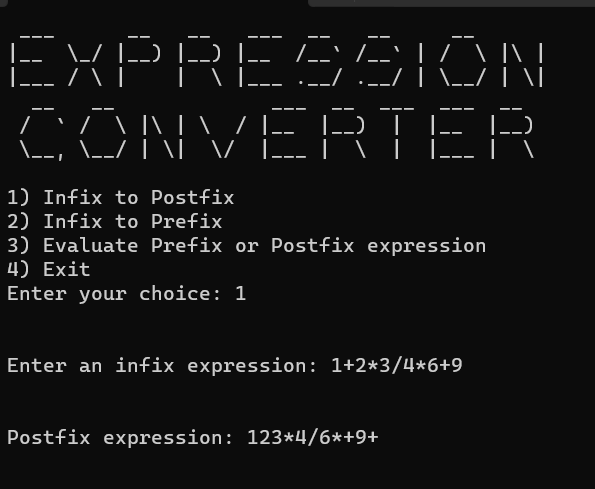 EXPRESSION
CONVERTER
1) Infix to Postfix
2) Infix to Prefix
3) Evaluate Prefix or Postfix expression
4) Exit
Enter your choice: 1
Enter an infix expression: 1+2*3/4*6+9
Postfix expression: 123*4/6*+9+